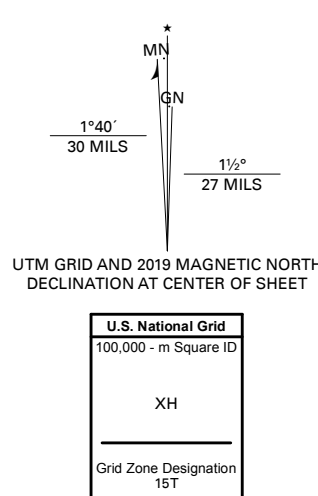 ★
MN
GN
1°40´
30 MILS
1½°
27 MILS
UTM GRID AND 2019 MAGNETIC NORTH
DECLINATION AT CENTER OF SHEET
U.S. National Grid
100,000 - m Square ID
XH
Grid Zone Designation
15T